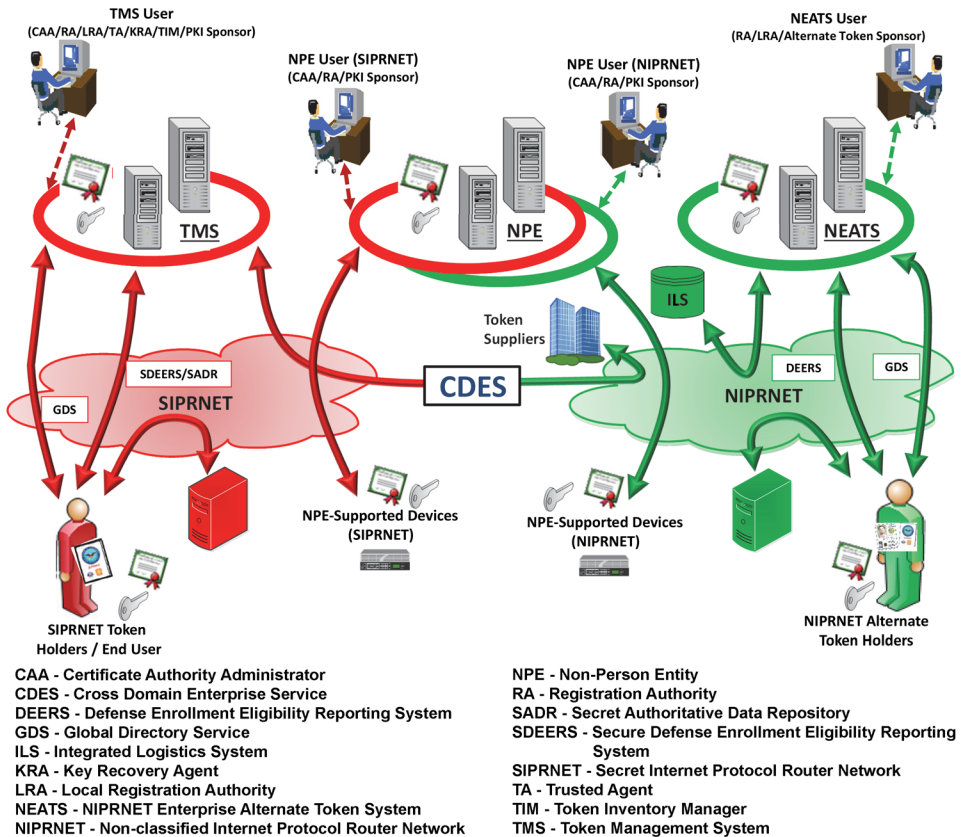 TMS User
(CAA/RA/LRA/TA/KRA/TIM/PKI Sponsor)
NPE User (SIPRNET)
(CAA/RA/PKI Sponsor)
NPE User (NIPRNET)
(CAA/RA/PKI Sponsor)
NEATS User
(RA/LRA/Alternate Token Sponsor)
TMS
NPE
NEATS
ILS
Token
Suppliers
SDEERS/SADR
GDS
SIPRNET
CDES
DEERS
GDS
NIPRNET
NPE-Supported Devices
(SIPRNET)
NPE-Supported Devices
(NIPRNET)
SIPRNET Token
Holders / End User
NIPRNET Alternate
Token Holders
CAA - Certificate Authority Administrator
CDES - Cross Domain Enterprise Service
DEERS - Defense Enrollment Eligibility Reporting System
GDS - Global Directory Service
ILS - Integrated Logistics System
KRA - Key Recovery Agent
LRA - Local Registration Authority
NEATS - NIPRNET Enterprise Alternate Token System
NIPRNET - Non-classified Internet Protocol Router Network
NPE - Non-Person Entity
RA - Registration Authority
SADR - Secret Authoritative Data Repository
SDEERS - Secure Defense Enrollment Eligibility Reporting
System
SIPRNET - Secret Internet Protocol Router Network
TA - Trusted Agent
TIM - Token Inventory Manager
TMS - Token Management System